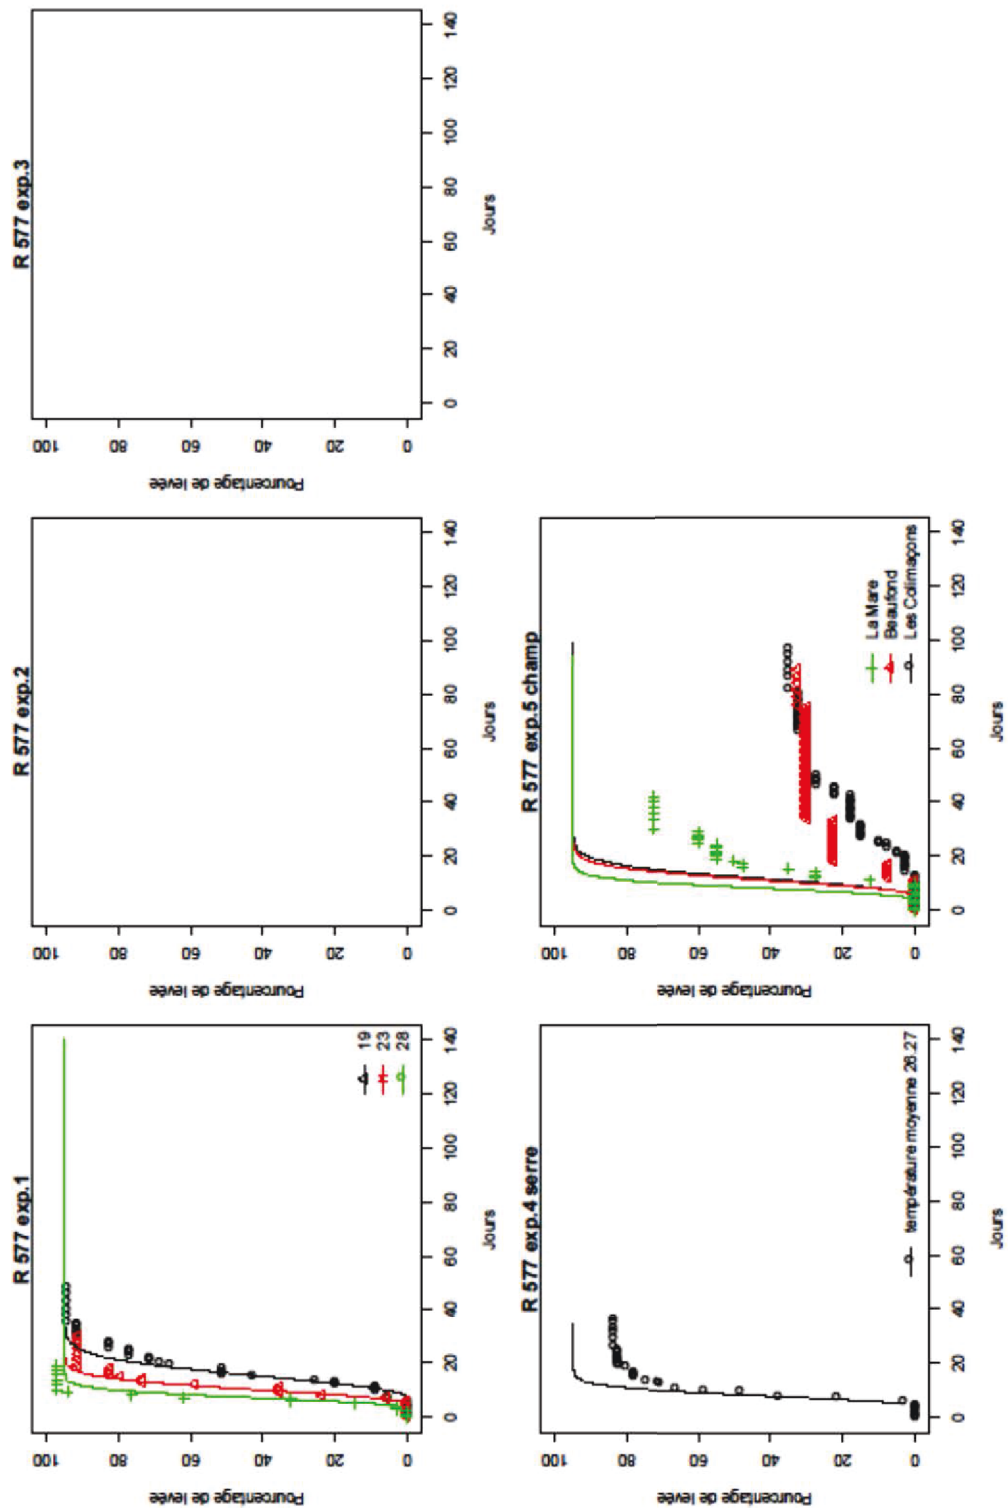 R 577 exp.1
Pourcentage de levée
100
80
60
40
20
0
0 20 40 60 80 100 120 140
Jours
19
23
28
R 577 exp.2
Pourcentage de levée
100
80
60
40
20
0
0 20 40 60 80 100 120 140
Jours
R 577 exp.3
Pourcentage de levée
100
80
60
40
20
0
0 20 40 60 80 100 120 140
Jours
R 577 exp.4 serre
Pourcentage de levée
100
80
60
40
20
0
0 20 40 60 80 100 120 140
Jours
température moyenne 26.27
R 577 exp.5 champ
Pourcentage de levée
100
80
60
40
20
0
0 20 40 60 80 100 120 140
Jours
La Mare
Beaufond
Les Colimaçons